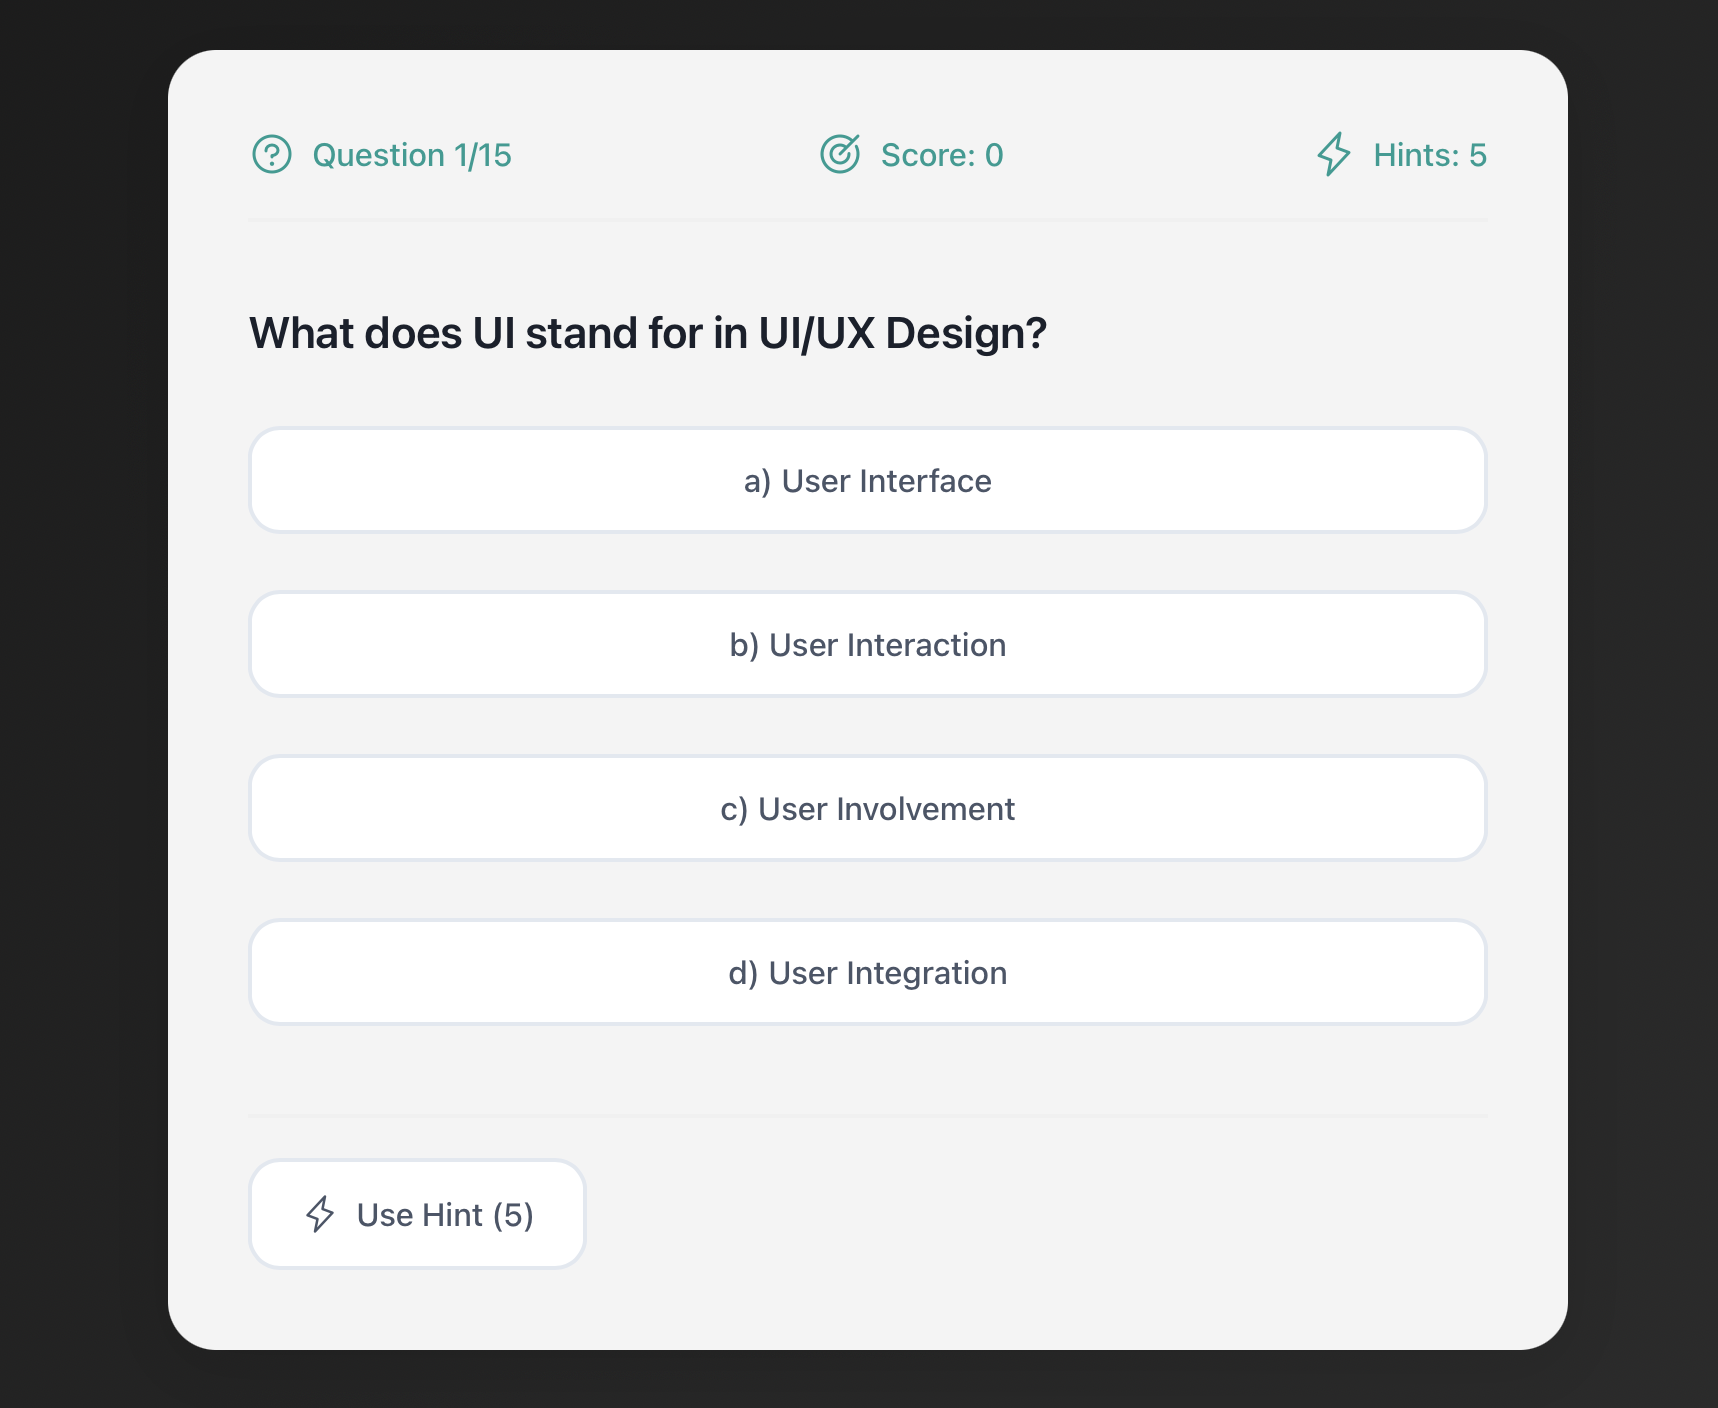 Question 1/15
Score: 0
Hints: 5
What does UI stand for in UI/UX Design?
a) User Interface
b) User Interaction
c) User Involvement
d) User Integration
Use Hint (5)